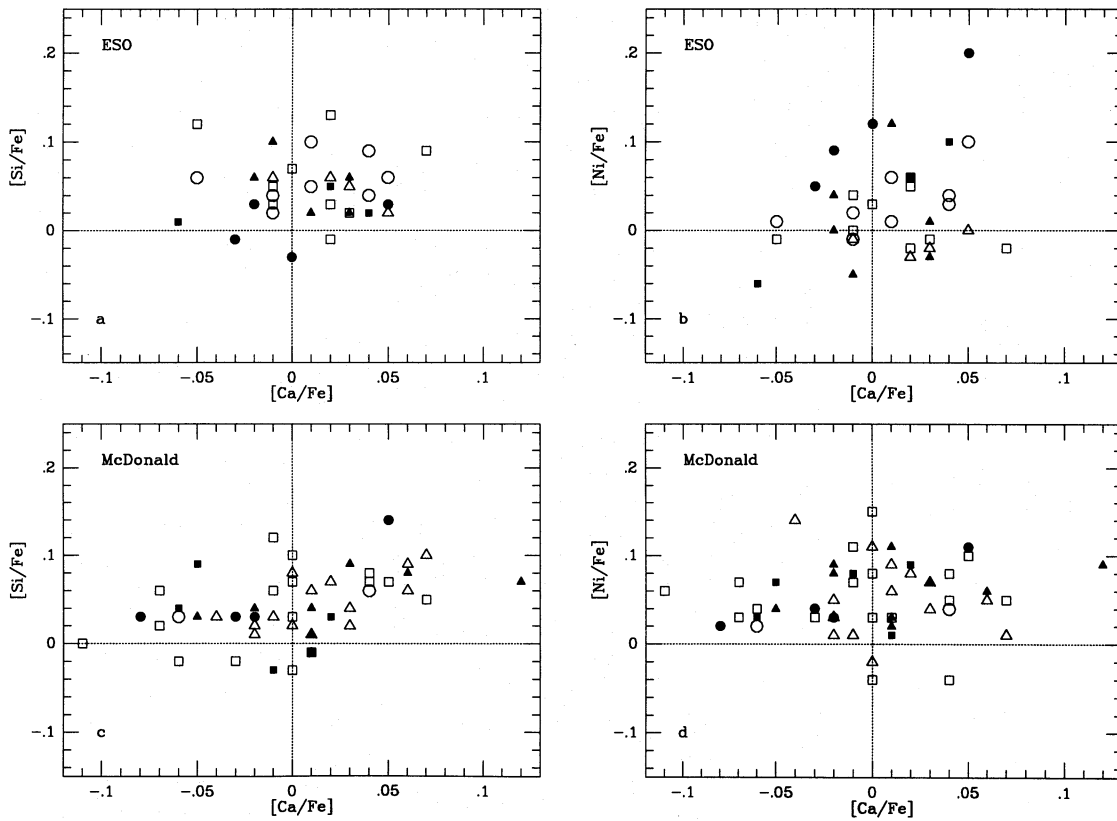 ESO
.2
.1
0
-.1
[Si/Fe]
a
-.1
-.05
0
.05
.1
[Ca/Fe]
ESO
.2
.1
0
-.1
[Ni/Fe]
b
-.1
-.05
0
.05
.1
[Ca/Fe]
McDonald
.2
.1
0
-.1
[Si/Fe]
c
-.1
-.05
0
.05
.1
[Ca/Fe]
McDonald
.2
.1
0
-.1
[Ni/Fe]
d
-.1
-.05
0
.05
.1
[Ca/Fe]